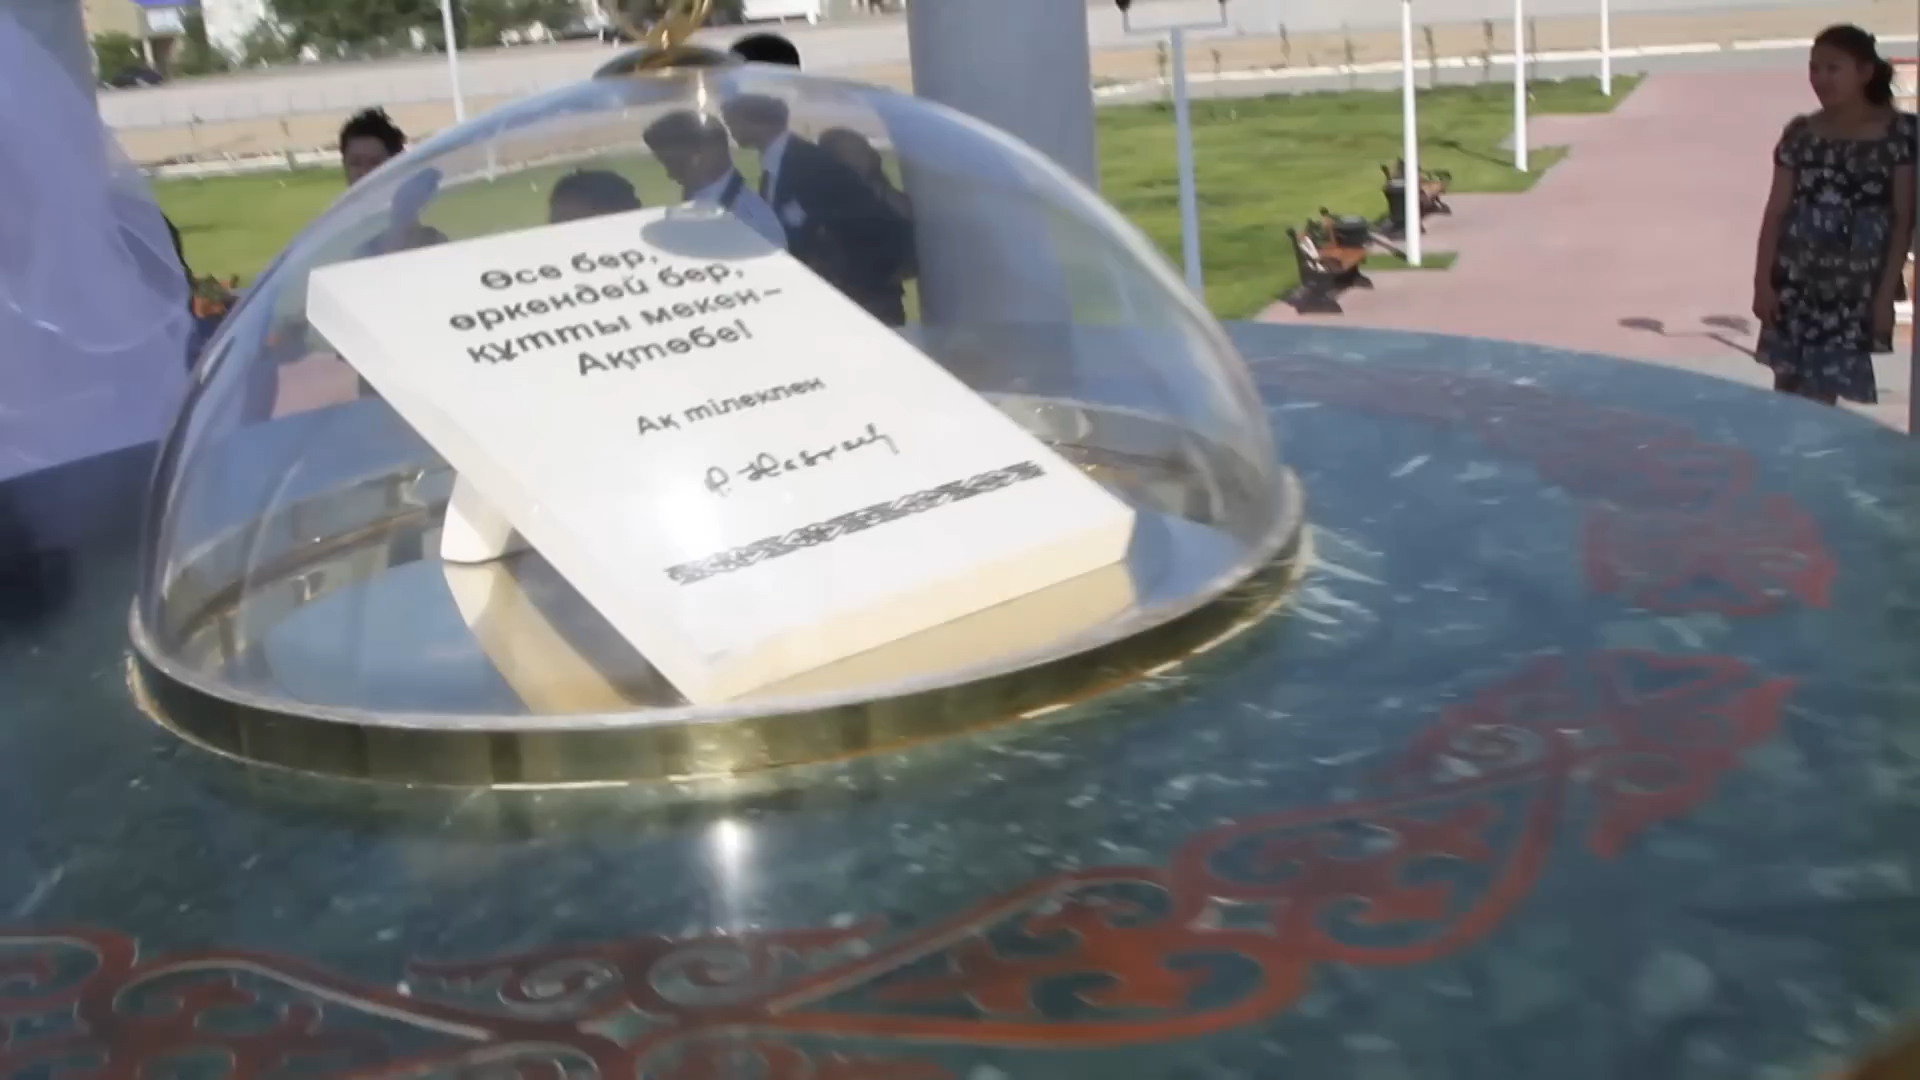 Өсе бер,
өркендей бер,
құтты мекен –
Ақтөбе!
Ақ тілекпен